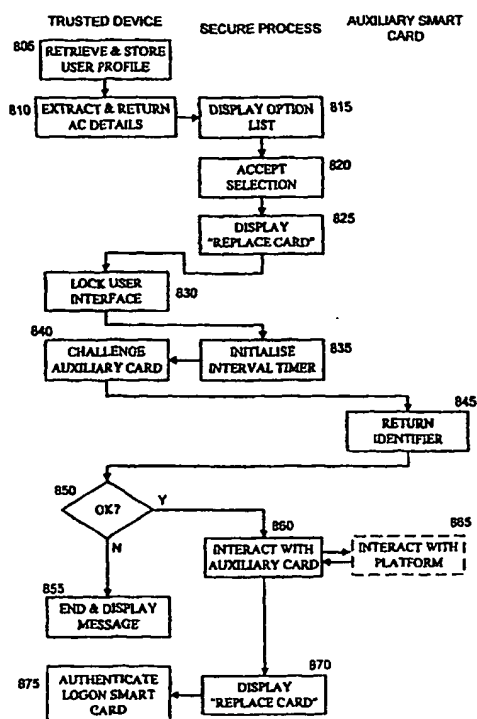 TRUSTED DEVICE
SECURE PROCESS
AUXILIARY SMART
CARD
805
RETRIEVE & STORE
USER PROFILE
810
EXTRACT & RETURN
AC DETAILS
DISPLAY OPTION
LIST
815
ACCEPT
SELECTION
820
DISPLAY
"REPLACE CARD"
825
LOCK USER
INTERFACE
830
840
CHALLENGE
AUXILIARY CARD
INITIALISE
INTERVAL TIMER
835
845
RETURN
IDENTIFIER
850
OK?
Y
N
860
INTERACT WITH
AUXILIARY CARD
865
INTERACT WITH
PLATFORM
855
END & DISPLAY
MESSAGE
870
875
AUTHENTICATE
LOGON SMART
CARD
DISPLAY
"REPLACE CARD"